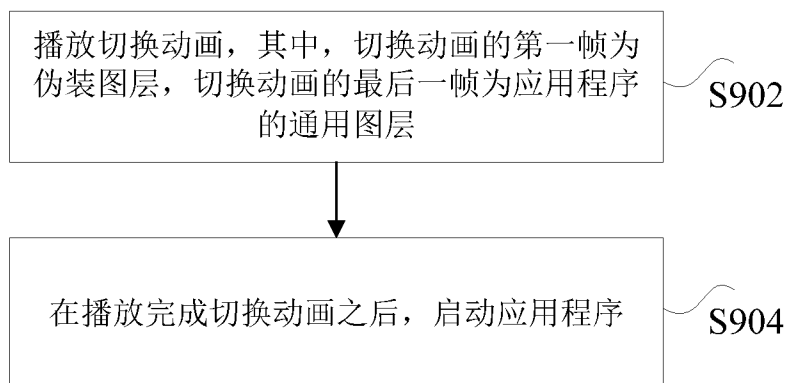 播放切换动画，其中，切换动画的第一帧为
伪装图层，切换动画的最后一帧为应用程序
的通用图层
S902
在播放完成切换动画之后，启动应用程序
S904